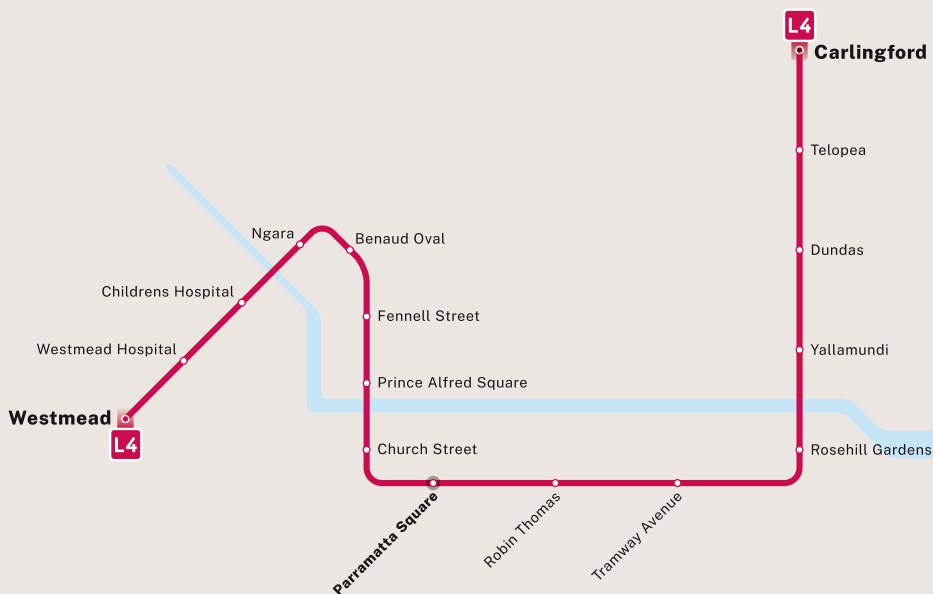 L4
Carlingford
Telopea
Ngara
Benaud Oval
Dundas
Childrens Hospital
Fennell Street
Westmead Hospital
Yallamundi
Prince Alfred Square
Westmead
L4
Church Street
Rosehill Gardens
Parramatta Square
Robin Thomas
Tramway Avenue